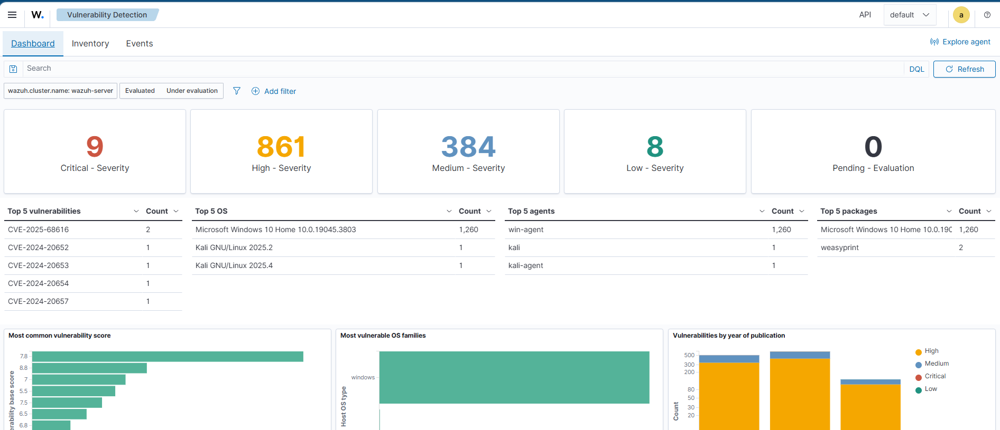 W.
Vulnerability Detection
API
default
a
Dashboard
Inventory
Events
Explore agent
Search
DQL
Refresh
wazuh.cluster.name: wazuh-server
Evaluated Under evaluation
Add filter
9
Critical - Severity
861
High - Severity
384
Medium - Severity
8
Low - Severity
0
Pending - Evaluation
Top 5 vulnerabilities Count
CVE-2025-68616 2
CVE-2024-20652 1
CVE-2024-20653 1
CVE-2024-20654 1
CVE-2024-20657 1
Top 5 OS Count
Microsoft Windows 10 Home 10.0.19045.3803 1,260
Kali GNU/Linux 2025.2 1
Kali GNU/Linux 2025.4 1
Top 5 agents Count
win-agent 1,260
kali 1
kali-agent 1
Top 5 packages Count
Microsoft Windows 10 Home 10.0.190 1,260
weasyprint 2
Most common vulnerability score
erability base score
7.8
8.8
7
5.5
7.5
6.5
6.8
Most vulnerable OS families
Host OS type
windows
Vulnerabilities by year of publication
Count
500
300
200
80
50
30
20
High
Medium
Critical
Low